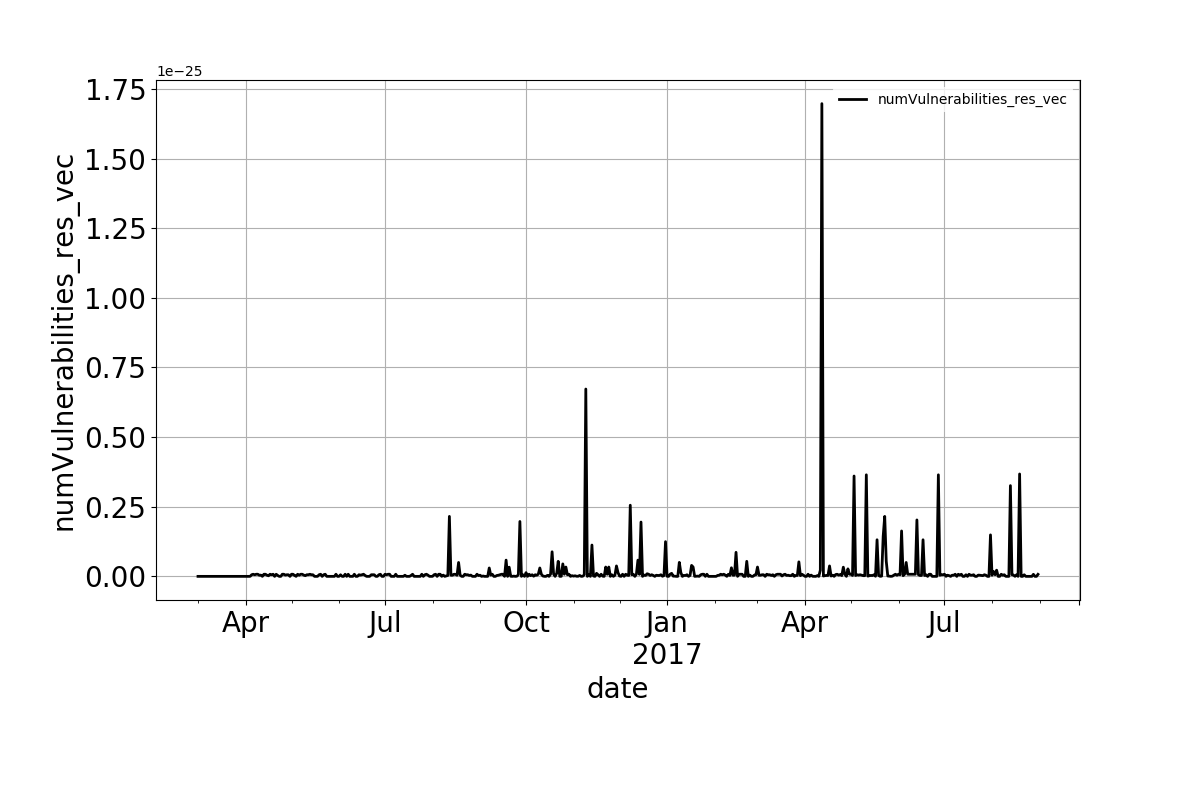 1e−25
numVulnerabilities_res_vec
1.75
1.50
1.25
1.00
0.75
0.50
0.25
0.00
numVulnerabilities_res_vec
Apr Jul Oct Jan Apr Jul
2017
date